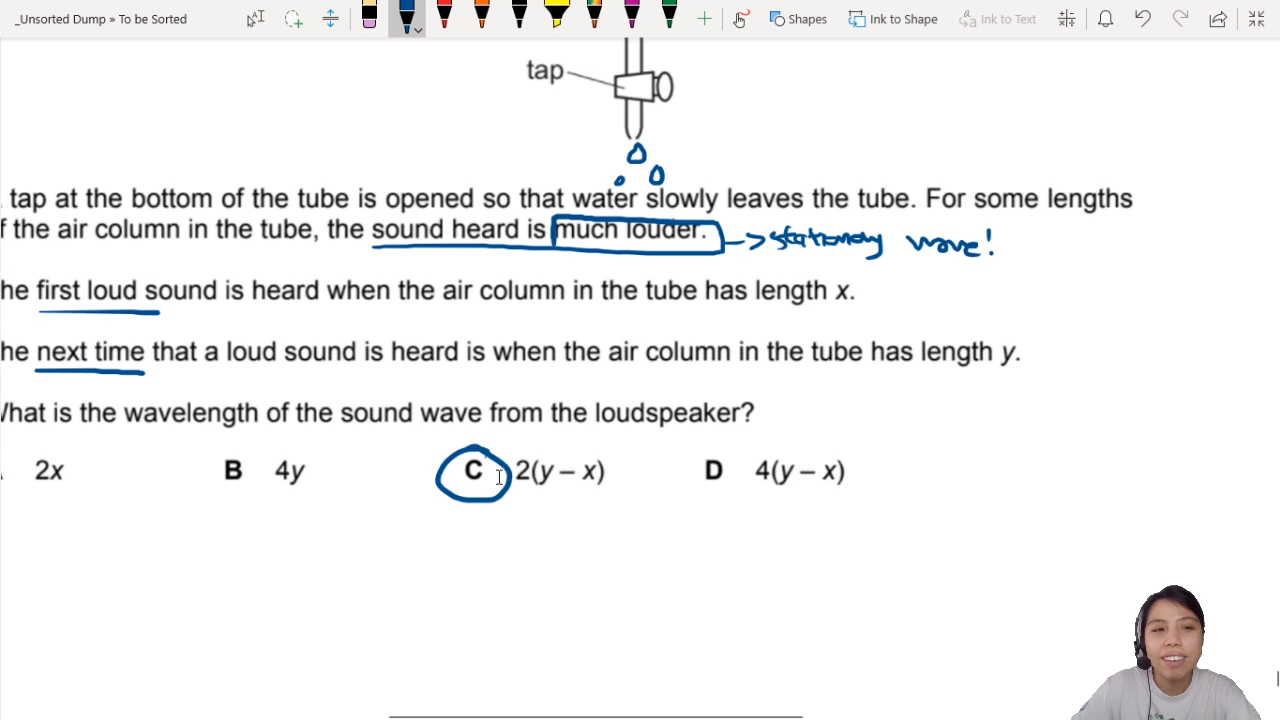 _Unsorted Dump » To be Sorted
Shapes
Ink to Shape
Ink to Text
tap
tap at the bottom of the tube is opened so that water slowly leaves the tube. For some lengths
f the air column in the tube, the sound heard is much louder. -> stationary wave!
he first loud sound is heard when the air column in the tube has length x.
he next time that a loud sound is heard is when the air column in the tube has length y.
hat is the wavelength of the sound wave from the loudspeaker?
2x B 4y C 2(y – x) D 4(y – x)